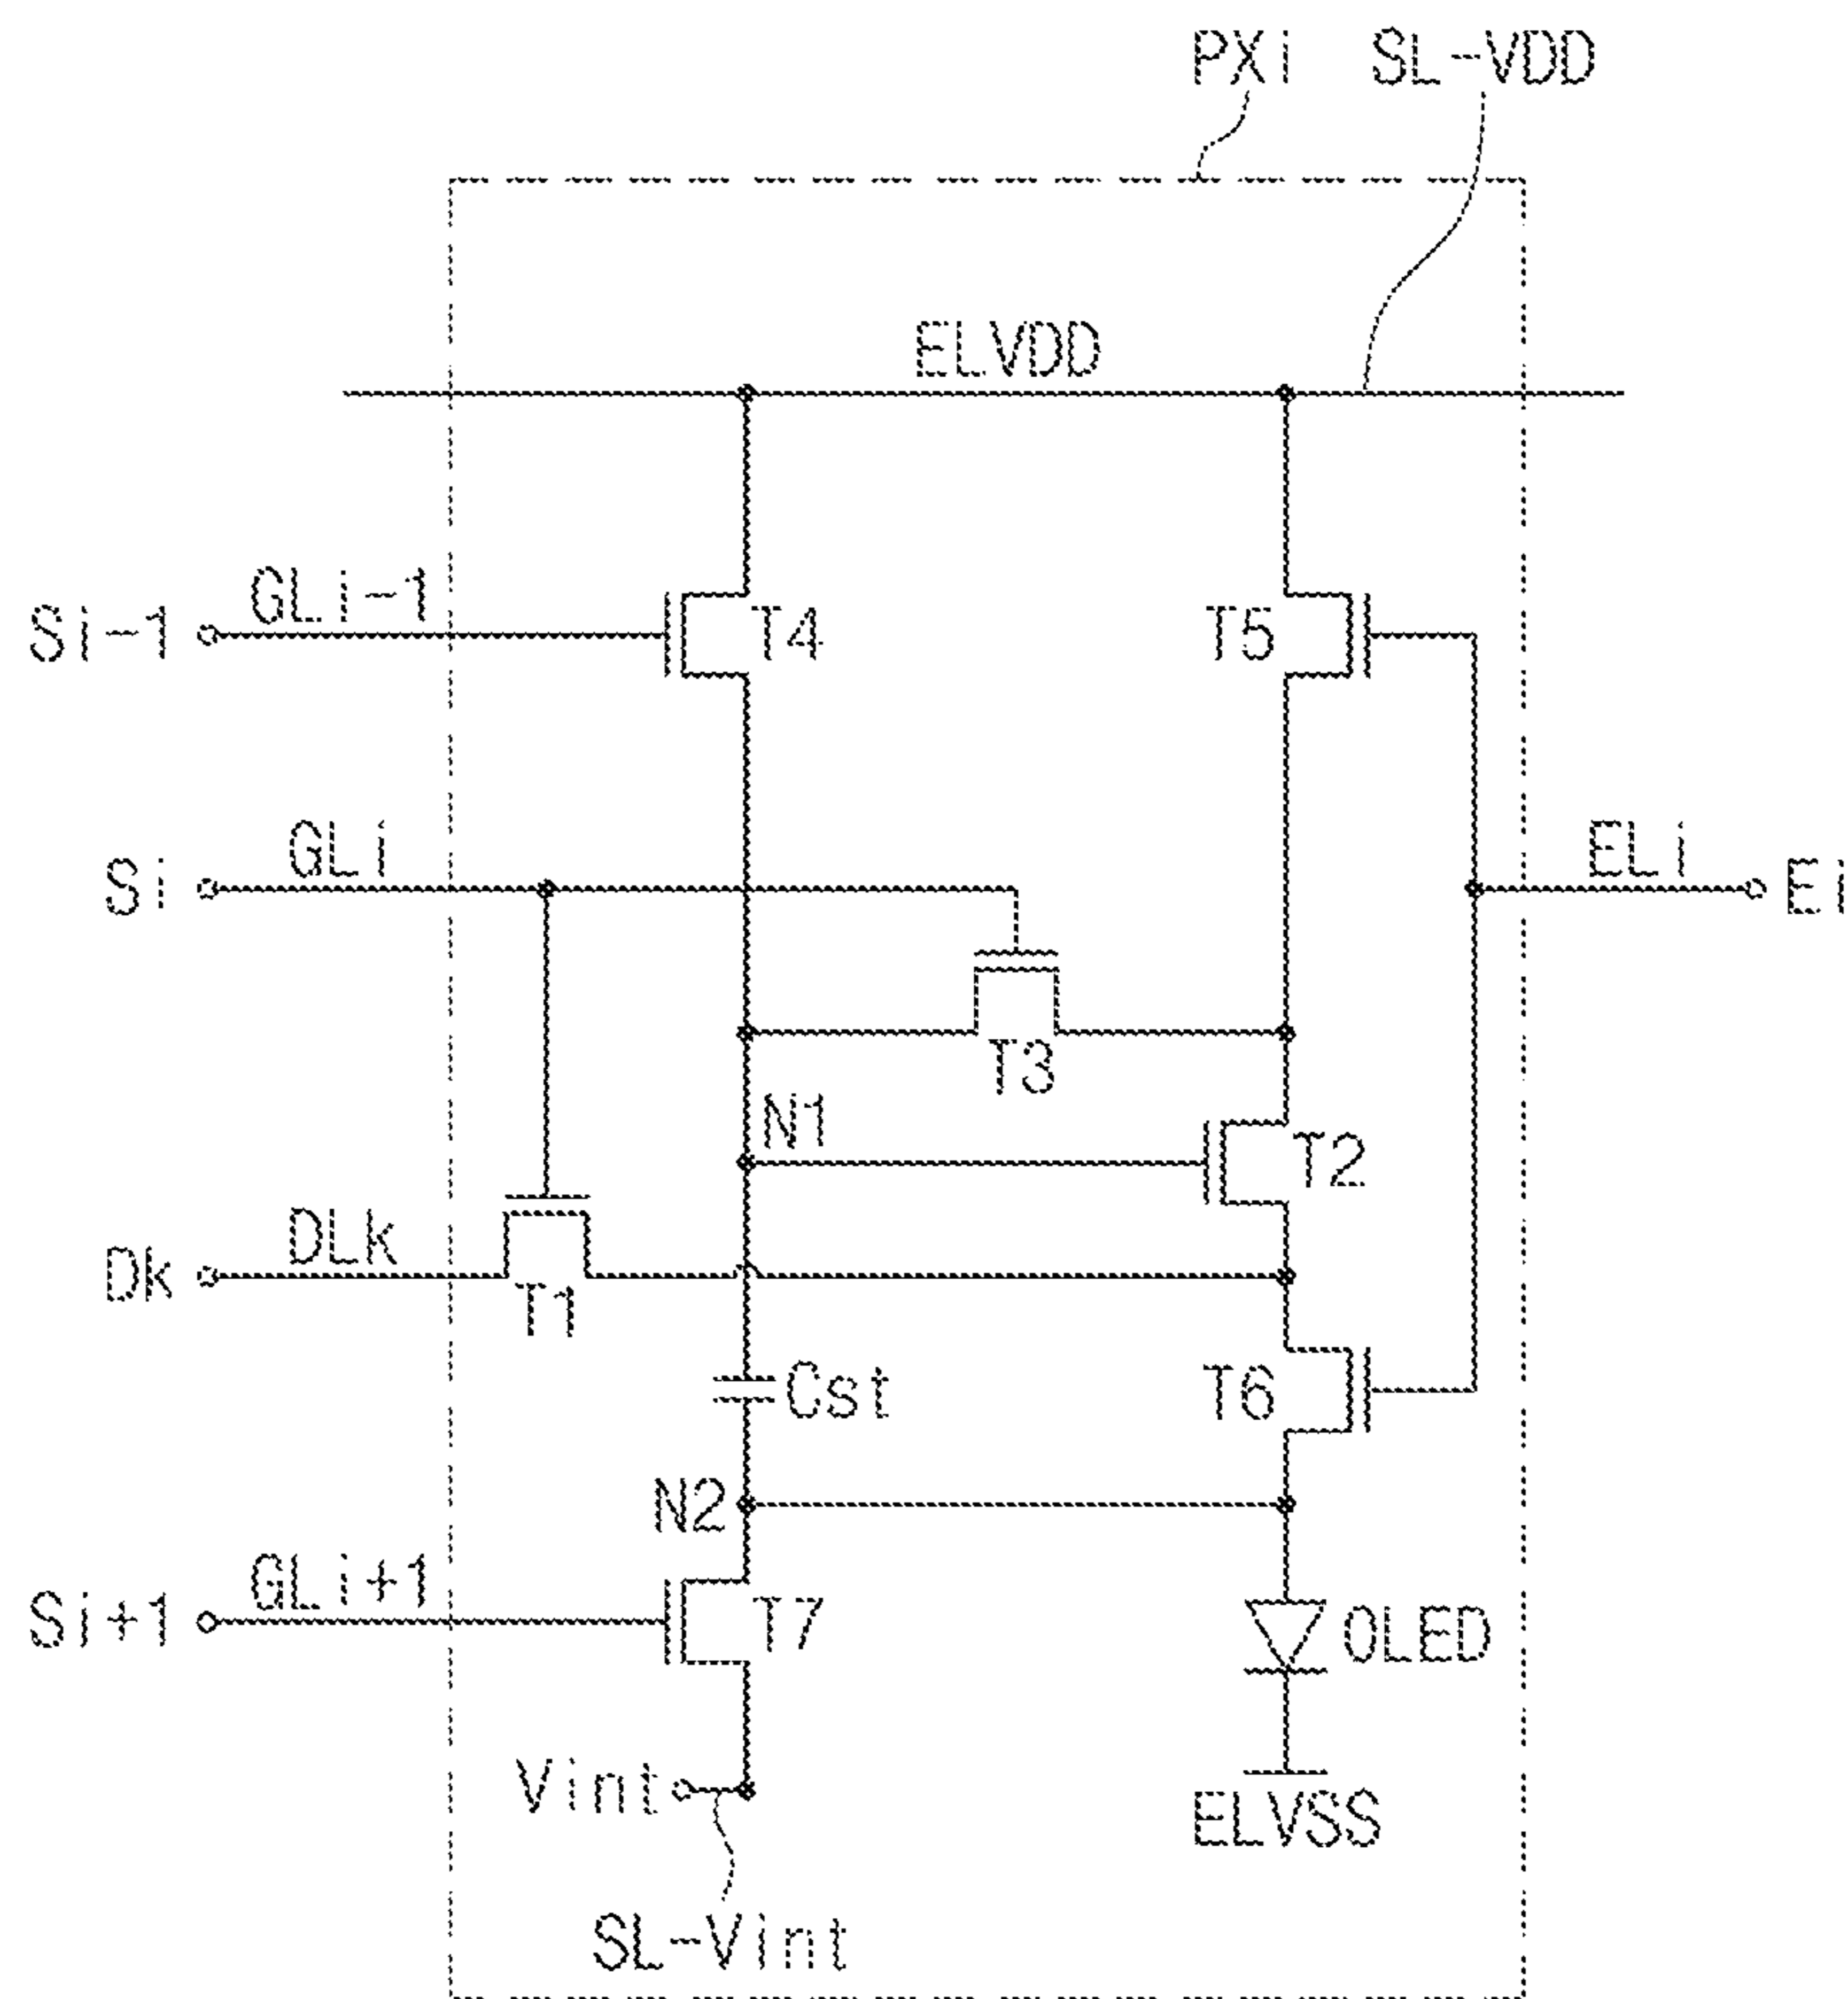 PXi SL-VDD
ELVDD
GLi-1
Si-1
T4
T5
GLi
Si
ELi
Ei
T3
N1
T2
DLk
Dk
T1
Cst
T6
N2
GLi+1
Si+1
T7
OLED
Vint
ELVSS
SL-Vint